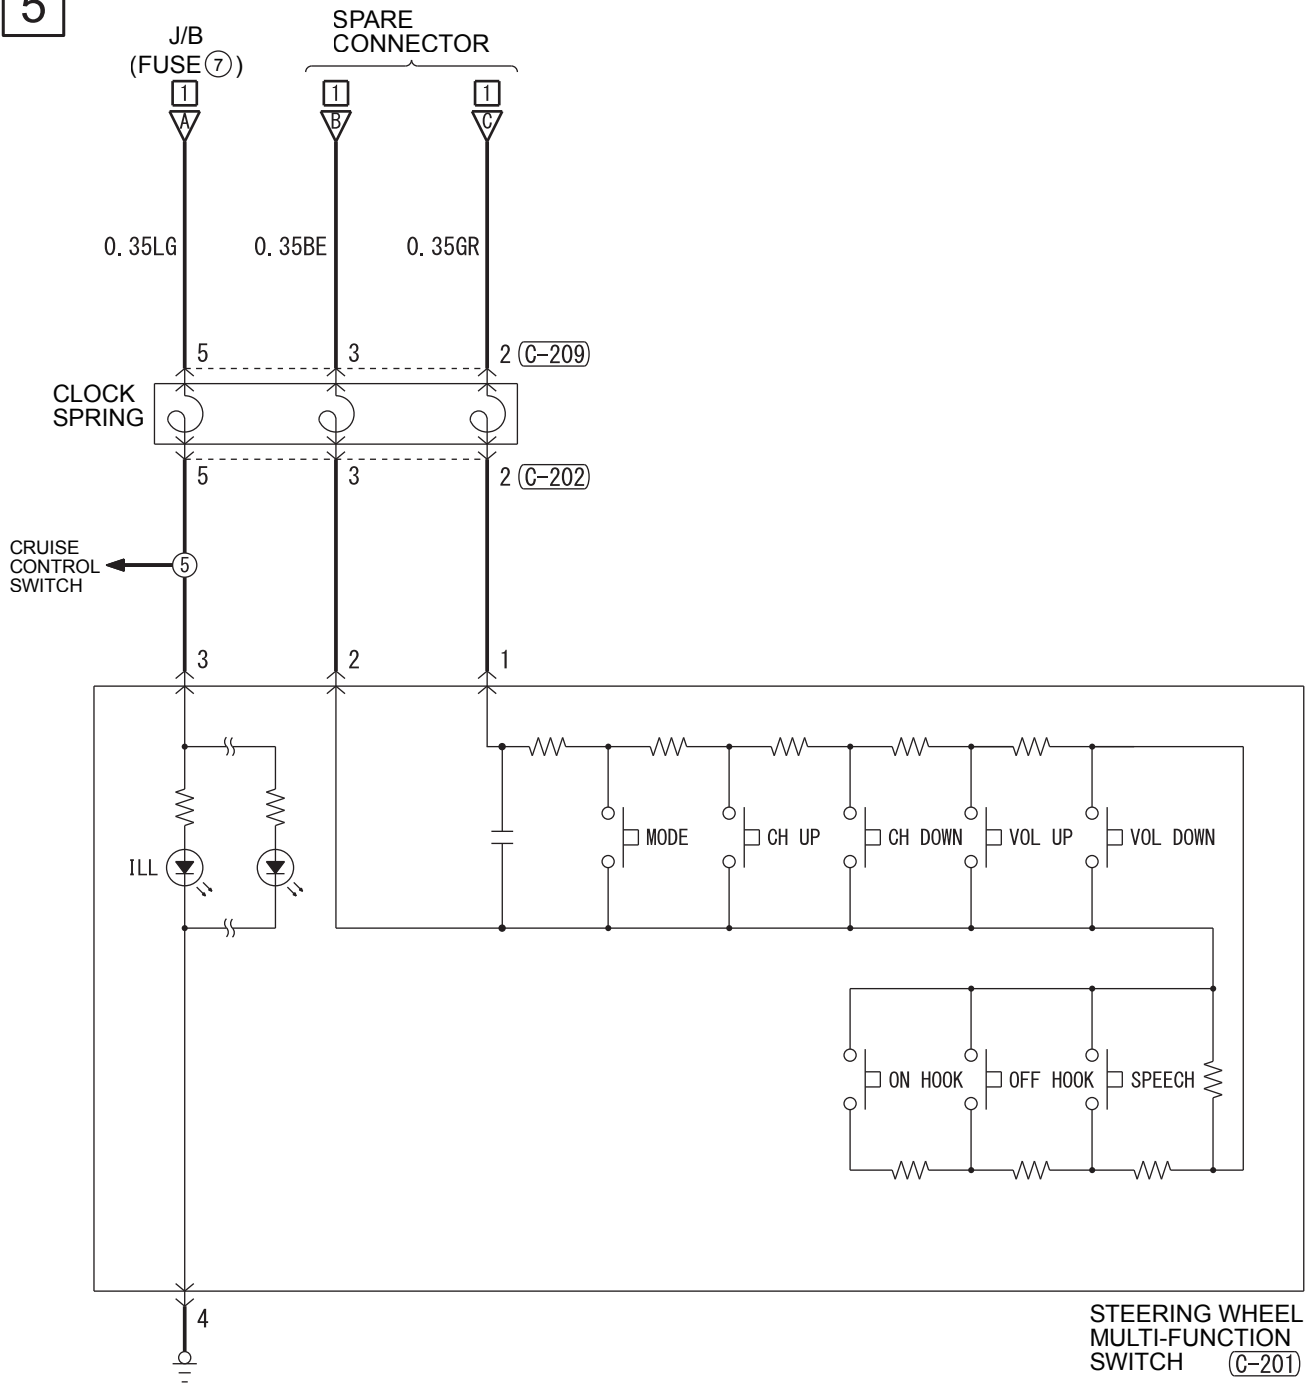 5
J/B
(FUSE 7)
SPARE
CONNECTOR
1 1 1
A B C
0.35LG 0.35BE 0.35GR
5 3 2 C-209
CLOCK
SPRING
5 3 2 C-202
CRUISE
CONTROL
SWITCH
5
3 2 1
MODE CH UP CH DOWN VOL UP VOL DOWN
ILL
ON HOOK OFF HOOK SPEECH
4
STEERING WHEEL
MULTI-FUNCTION
SWITCH C-201